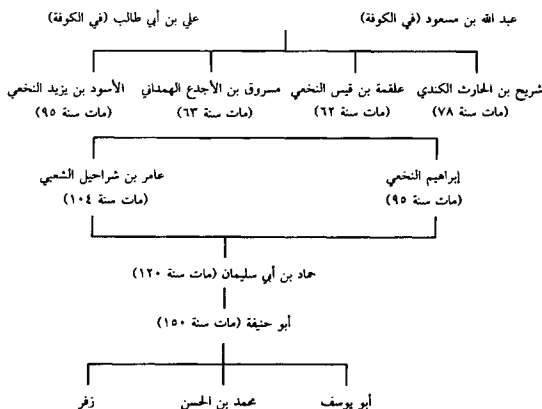 عبد الله بن مسعود (في الكوفة) علي بن أبي طالب (في الكوفة)
شريح بن الحارث الكندي علقمة بن قيس النخعي مسروق بن الأجدع الهمداني الأسود بن يزيد النخعي
(مات سنة ٧٨) (مات سنة ٦٢) (مات سنة ٦٣) (مات سنة ٩٥)
إبراهيم النخعي عامر بن شراحيل الشعبي
(مات سنة ٩٥) (مات سنة ١٠٤)
حماد بن أبي سليمان (مات سنة ١٢٠)
أبو حنيفة (مات سنة ١٥٠)
أبو يوسف محمد بن الحسن زفر